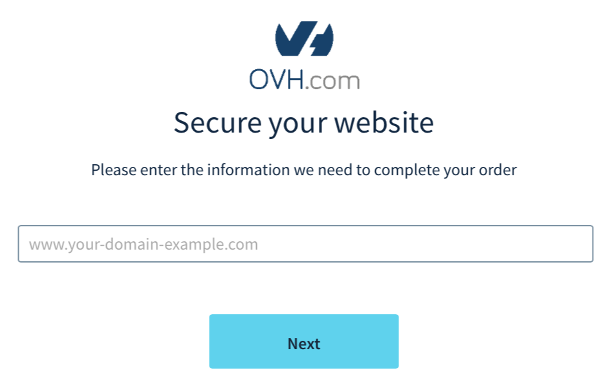 OVH.com
Secure your website
Please enter the information we need to complete your order
www.your-domain-example.com
Next